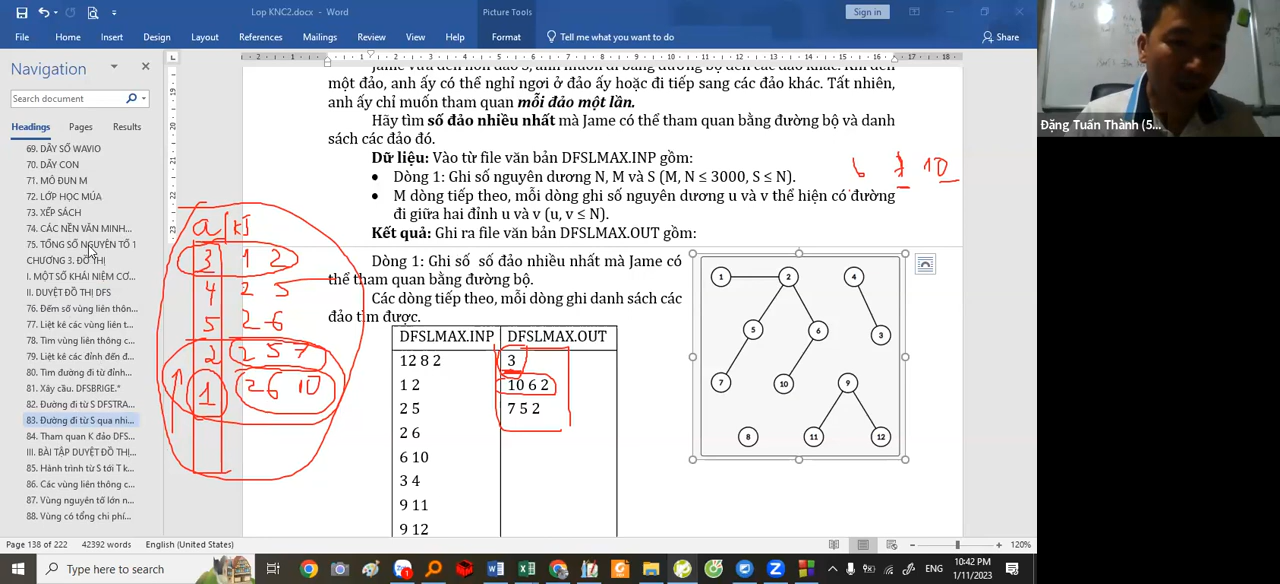 Lop KNC2.docx - Word
Picture Tools
Sign in
File Home Insert Design Layout References Mailings Review View Help Format Tell me what you want to do Share
Navigation
Search document
Headings Pages Results
69. DÃY SỐ WAVIO
70. DÃY CON
71. MÔ ĐUN M
72. LỚP HỌC MÚA
73. XẾP SÁCH
74. CÁC NỀN VĂN MINH...
75. TỔNG SỐ NGUYÊN TỐ 1
CHƯƠNG 3. ĐỒ THỊ
I. MỘT SỐ KHÁI NIỆM CƠ...
II. DUYỆT ĐỒ THỊ DFS
76. Đếm số vùng liên thôn...
77. Liệt kê các vùng liên t...
78. Tìm vùng liên thông c...
79. Liệt kê các đỉnh đến đ...
80. Tìm đường đi từ đỉnh...
81. Xây cầu. DFSBRIGE.*
82. Đường đi từ S DFSTRA...
83. Đường đi từ S qua nhi...
84. Tham quan K đảo DFS...
III. BÀI TẬP DUYỆT ĐỒ THỊ...
85. Hành trình từ S tới T k...
86. Các vùng liên thông c...
87. Vùng nguyên tố lớn n...
88. Vùng có tổng chi phí...
một đảo, anh ấy có thể nghỉ ngơi ở đảo ấy hoặc đi tiếp sang các đảo khác. Tất nhiên,
anh ấy chỉ muốn tham quan mỗi đảo một lần.
Hãy tìm số đảo nhiều nhất mà Jame có thể tham quan bằng đường bộ và danh
sách các đảo đó.
Dữ liệu: Vào từ file văn bản DFSLMAX.INP gồm:
• Dòng 1: Ghi số nguyên dương N, M và S (M, N ≤ 3000, S ≤ N).
• M dòng tiếp theo, mỗi dòng ghi số nguyên dương u và v thể hiện có đường
đi giữa hai đỉnh u và v (u, v ≤ N).
Kết quả: Ghi ra file văn bản DFSLMAX.OUT gồm:
6 10
Dòng 1: Ghi số số đảo nhiều nhất mà Jame có
thể tham quan bằng đường bộ.
Các dòng tiếp theo, mỗi dòng ghi danh sách các
đảo tìm được.
DFSLMAX.INP DFSLMAX.OUT
12 8 2 3
1 2 10 6 2
2 5 7 5 2
2 6
6 10
3 4
9 11
9 12
1 2 4
5 6 3
7 10 9
8 11 12
3 1 2
4 2 5
5 2 6
2 2 5 7
1 2 6 10
Đặng Tuấn Thành (5...
Page 138 of 222 42392 words English (United States)
120%
Type here to search
ENG
10:42 PM
1/11/2023